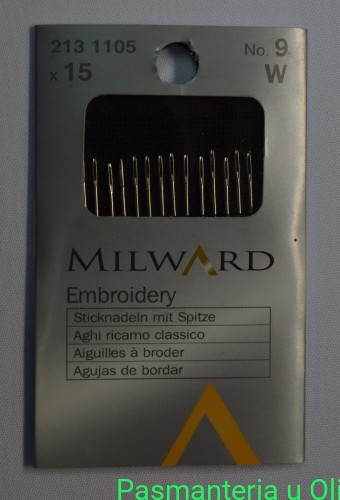 213 1105
No. 9
x 15
W
MILWARD
Embroidery
Sticknadeln mit Spitze
Aghi ricamo classico
Aiguilles à broder
Agujas de bordar
Pasmanteria u Oli